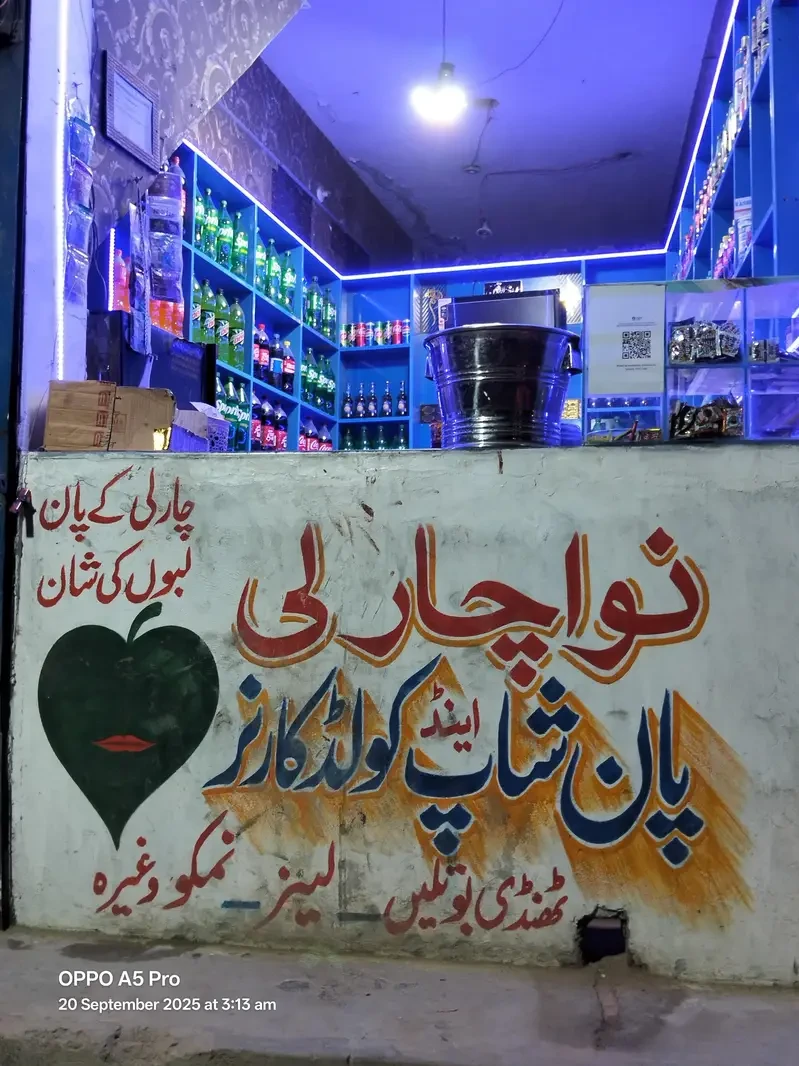 چارلی کے پان
لبوں کی شان
نوا چارلی
پان شاپ اینڈ کولڈ کارنر
ٹھنڈی بوتلیں - لیز - نمکو وغیرہ
Sprite
OPPO A5 Pro
20 September 2025 at 3:13 am